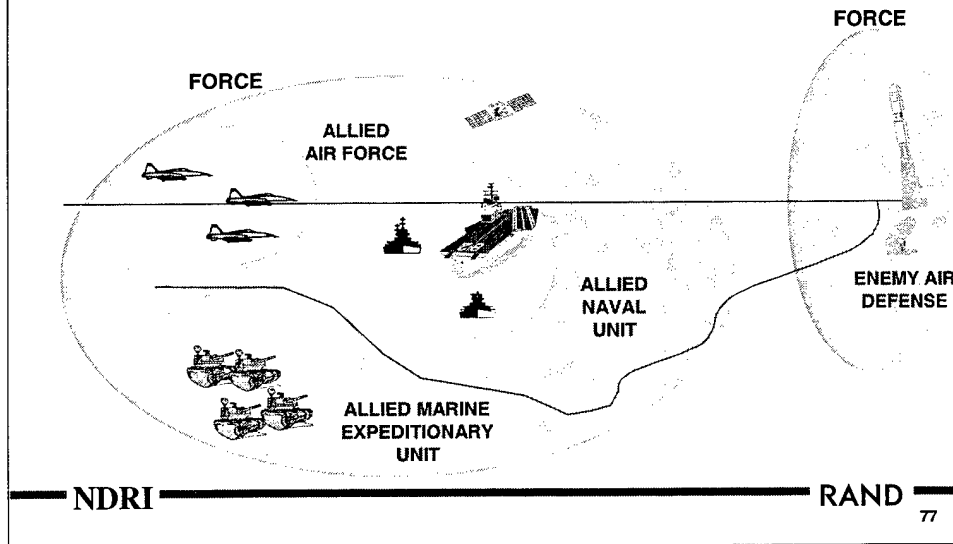 FORCE
FORCE
ALLIED
AIR FORCE
ALLIED
NAVAL
UNIT
ENEMY AIR
DEFENSE
ALLIED MARINE
EXPEDITIONARY
UNIT
NDRI
RAND
77